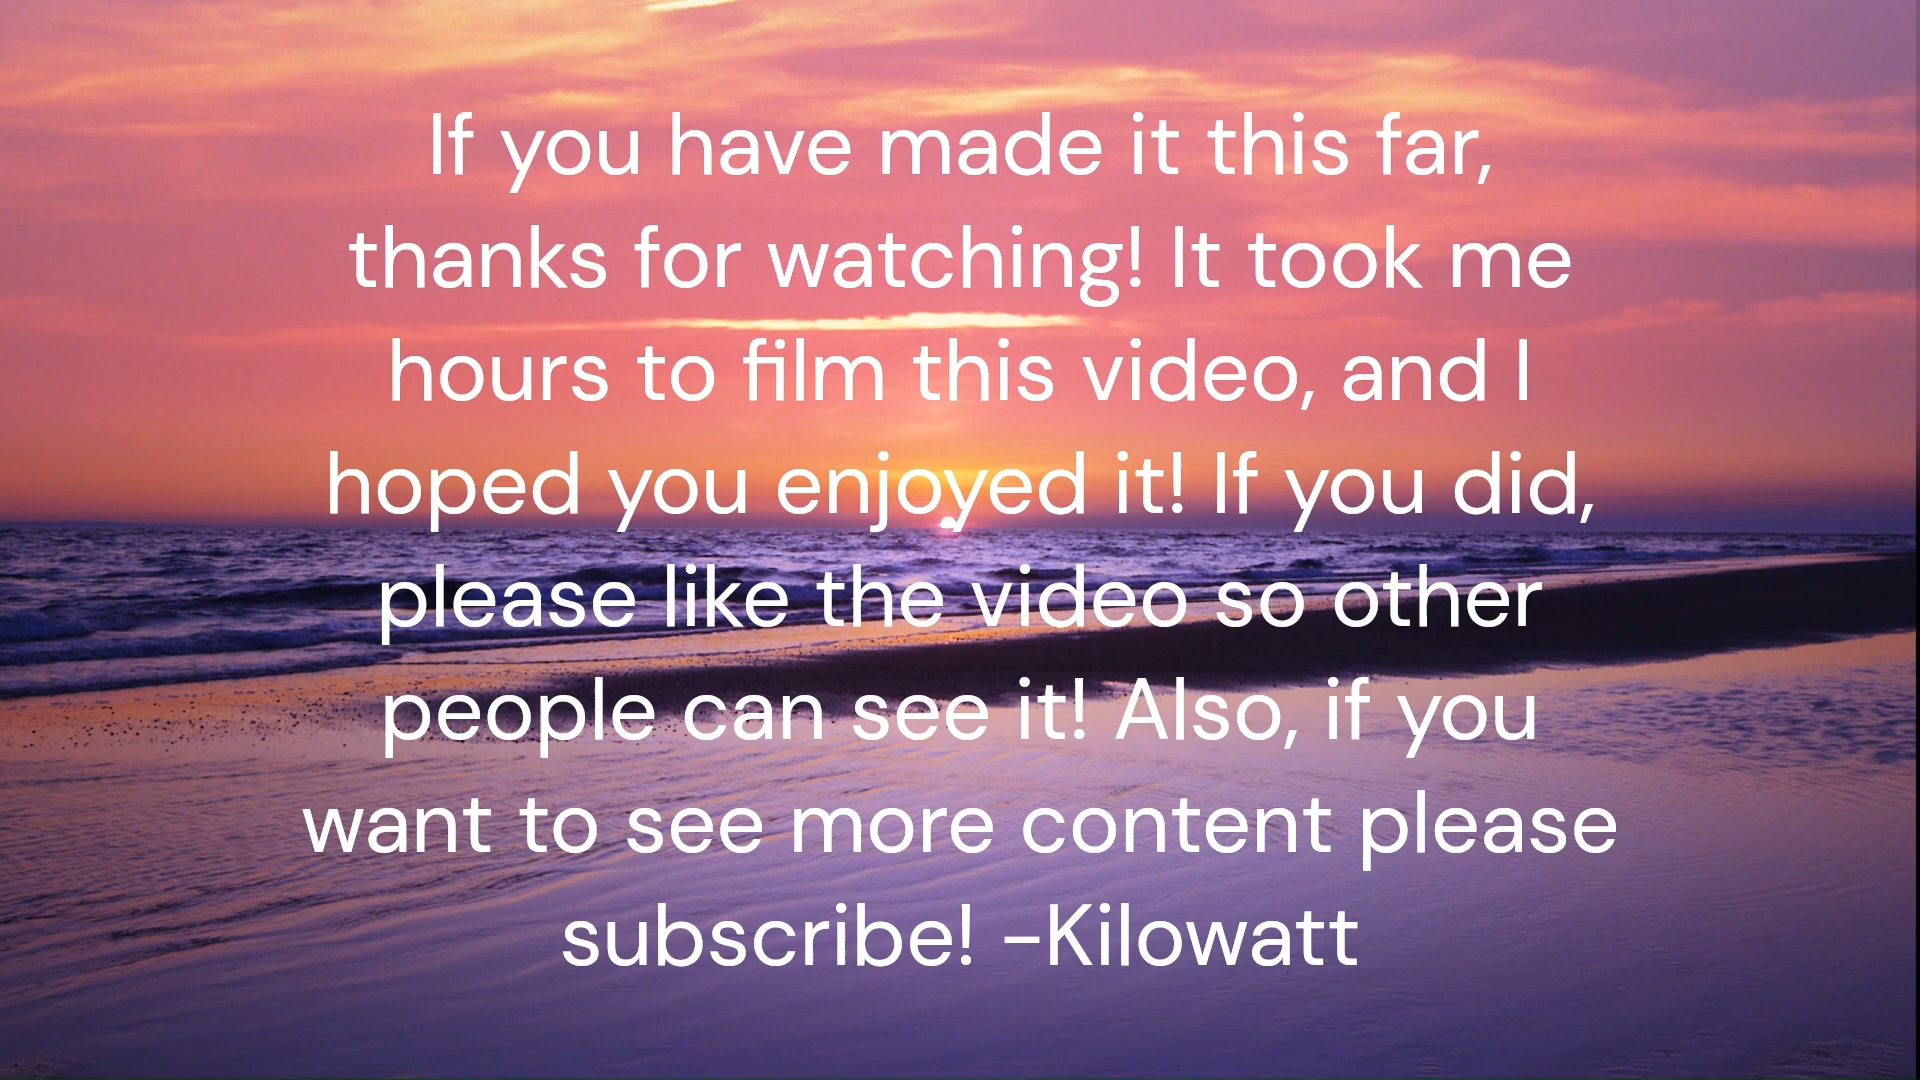 If you have made it this far,
thanks for watching! It took me
hours to film this video, and I
hoped you enjoyed it! If you did,
please like the video so other
people can see it! Also, if you
want to see more content please
subscribe! -Kilowatt